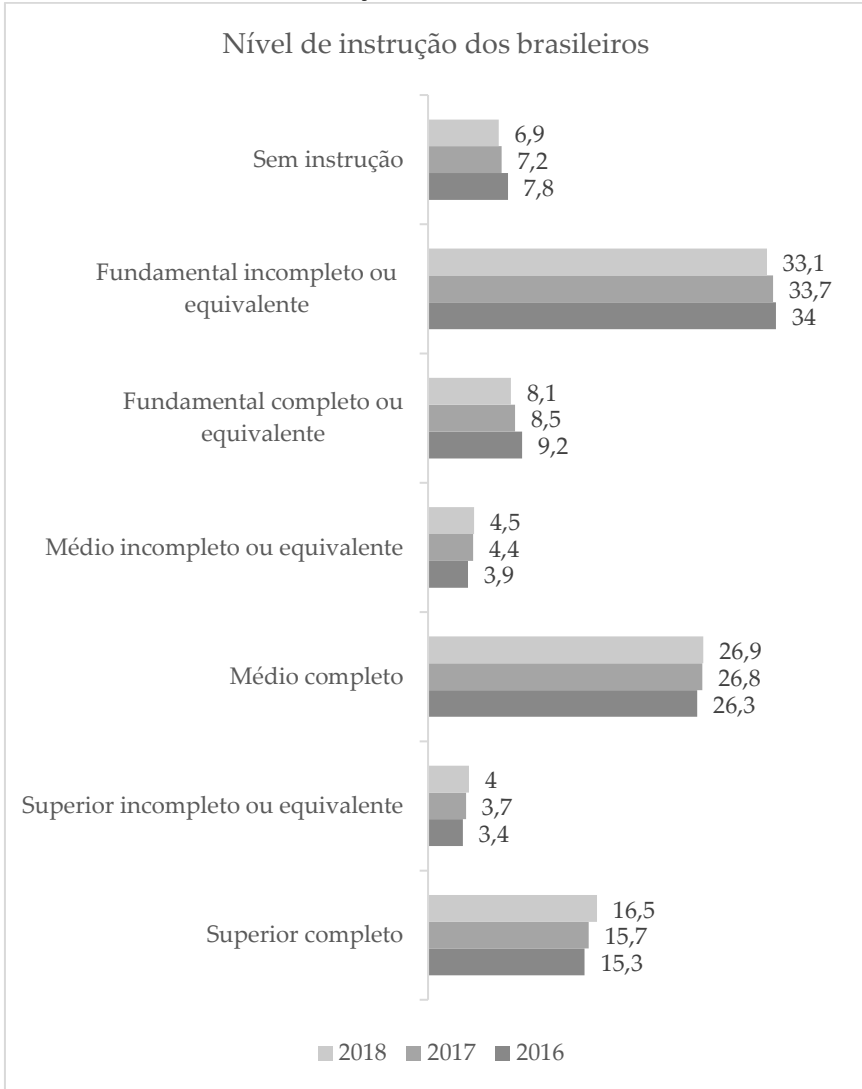 Nível de instrução dos brasileiros
Sem instrução
6,9
7,2
7,8
Fundamental incompleto ou
equivalente
33,1
33,7
34
Fundamental completo ou
equivalente
8,1
8,5
9,2
Médio incompleto ou equivalente
4,5
4,4
3,9
Médio completo
26,9
26,8
26,3
Superior incompleto ou equivalente
4
3,7
3,4
Superior completo
16,5
15,7
15,3
2018 2017 2016